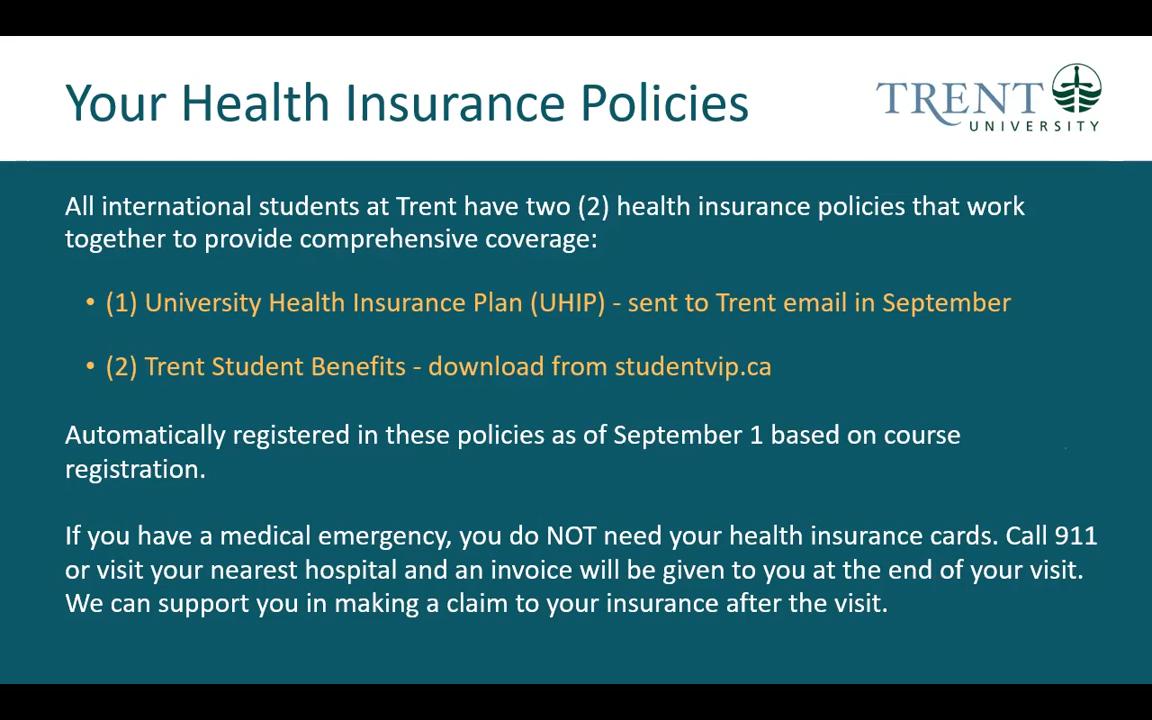 Your Health Insurance Policies
TRENT
UNIVERSITY
All international students at Trent have two (2) health insurance policies that work
together to provide comprehensive coverage:
• (1) University Health Insurance Plan (UHIP) - sent to Trent email in September
• (2) Trent Student Benefits - download from studentvip.ca
Automatically registered in these policies as of September 1 based on course
registration.
If you have a medical emergency, you do NOT need your health insurance cards. Call 911
or visit your nearest hospital and an invoice will be given to you at the end of your visit.
We can support you in making a claim to your insurance after the visit.